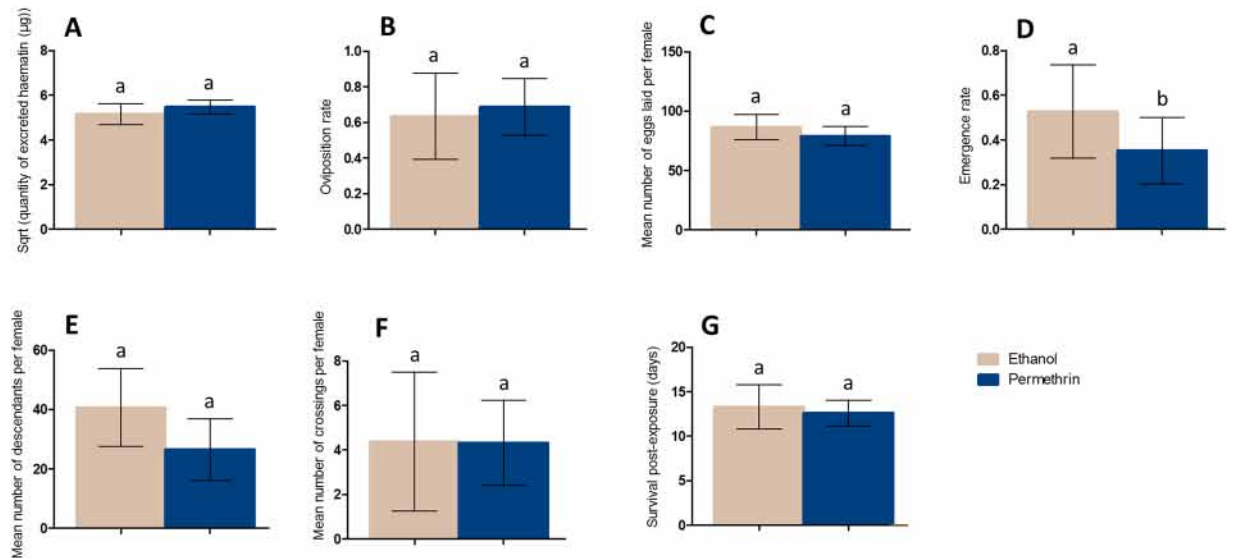 A
Sqrt (quantity of excreted haematin (µg))
8
6
4
2
0
a
a
B
Oviposition rate
1.0
0.8
0.6
0.4
0.2
0.0
a
a
C
Mean number of eggs laid per female
150
100
50
0
a
a
D
Emergence rate
0.8
0.6
0.4
0.2
0.0
a
b
E
Mean number of descendants per female
60
40
20
0
a
a
F
Mean number of crossings per female
8
6
4
2
0
a
a
G
Survival post-exposure (days)
20
15
10
5
0
a
a
Ethanol
Permethrin